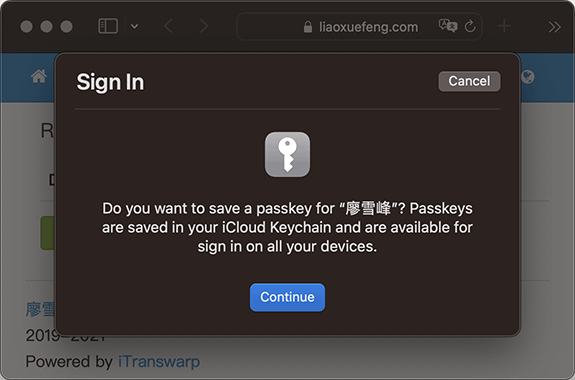 liaoxuefeng.com
Sign In
Cancel
R
D
Do you want to save a passkey for “廖雪峰”? Passkeys
are saved in your iCloud Keychain and are available for
sign in on all your devices.
Continue
廖雪
2019-2021
Powered by iTranswarp